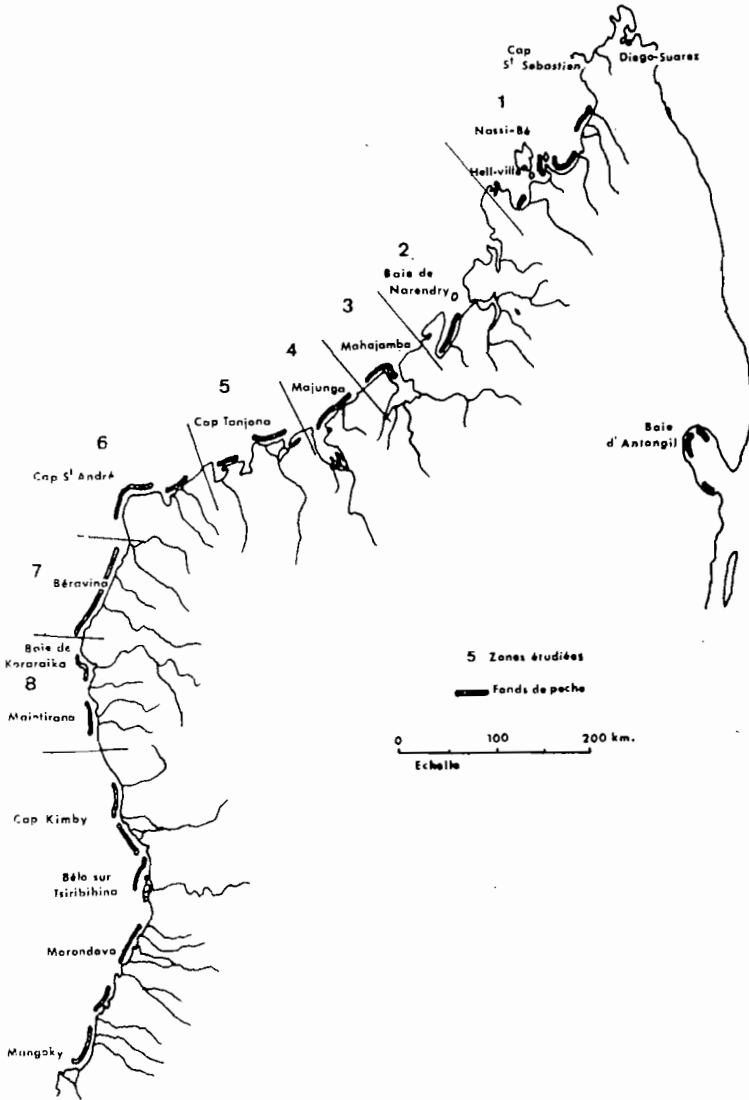 Cap
St Sebastien
Diego-Suarez
1
Nossi-Bé
Hell-ville
2
Baie de
Narendry
3
Mahajamba
4
Majunga
5
Cap Tanjona
6
Cap St André
Baie
d'Antongil
7
Béravina
Baie de
Kararaika
8
Maintirana
5 Zones étudiées
Fonds de peche
0 100 200 km.
Echelle
Cap Kimby
Bélo sur
Tsiribihina
Morondava
Mangoky